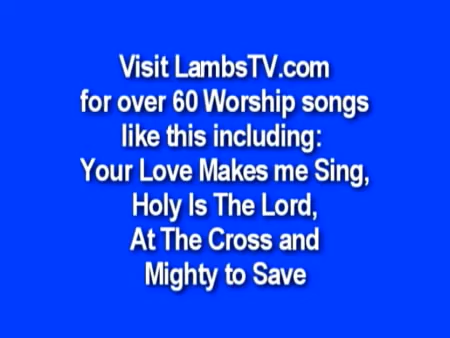 Visit LambsTV.com
for over 60 Worship songs
like this including:
Your Love Makes me Sing,
Holy Is The Lord,
At The Cross and
Mighty to Save